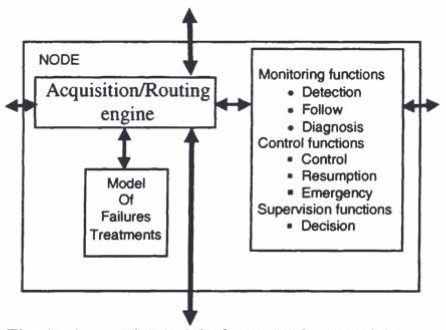 NODE
Acquisition/Routing
engine
Model
Of
Failures
Treatments
Monitoring functions
• Detection
• Follow
• Diagnosis
Control functions
▪ Control
▪ Resumption
▪ Emergency
Supervision functions
▪ Decision